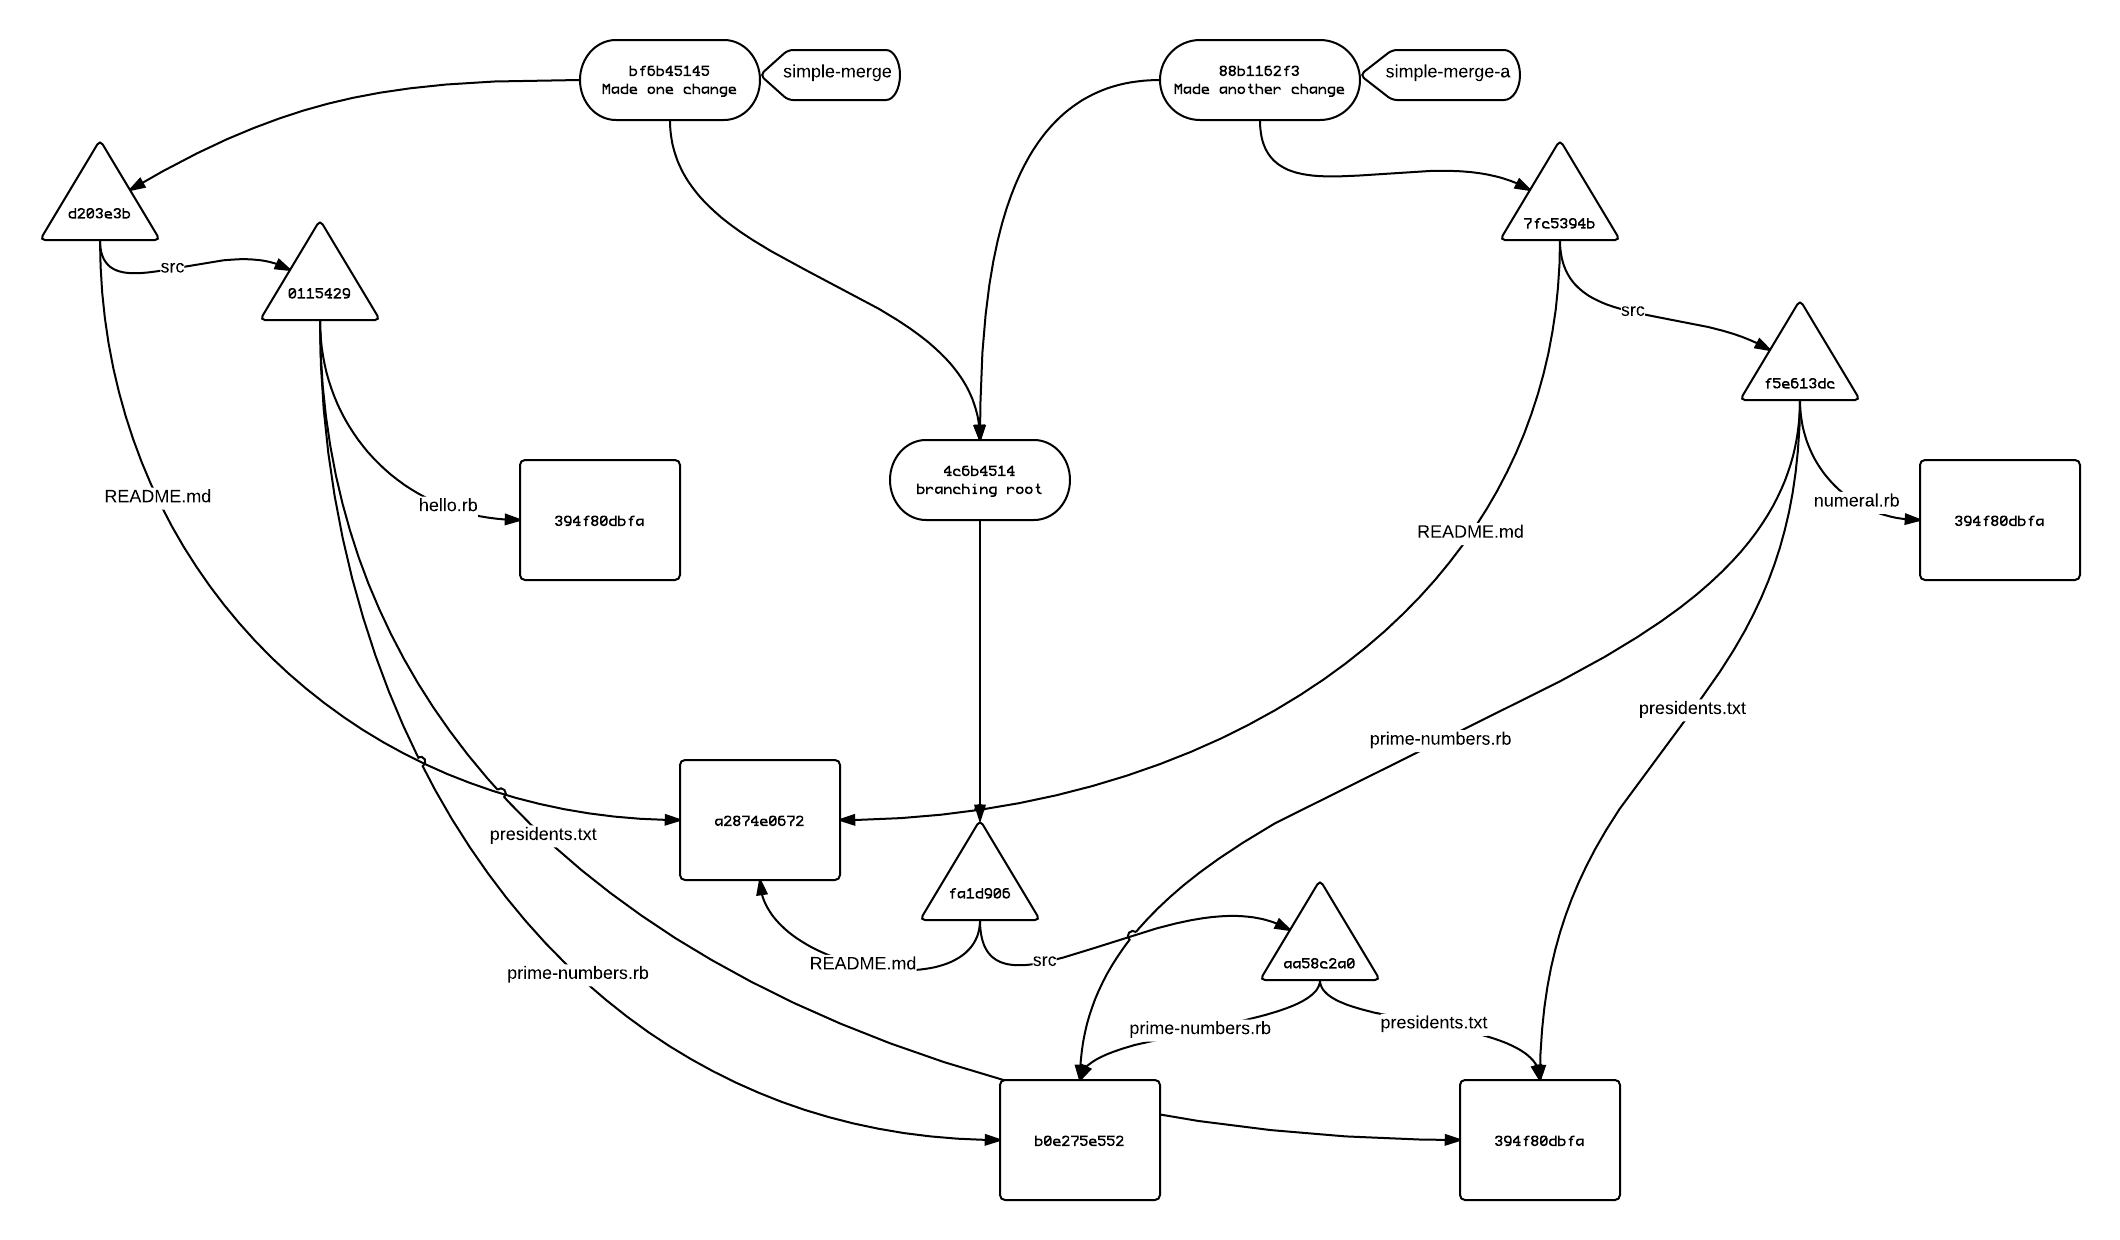 bf6b45145
Made one change
simple-merge
88b1162f3
Made another change
simple-merge-a
d203e3b
7fc5394b
src
0115429
src
f5e613dc
README.md
hello.rb
394f80dbfa
4c6b4514
branching root
README.md
numeral.rb
394f80dbfa
presidents.txt
prime-numbers.rb
a2874e0672
presidents.txt
fa1d906
README.md
src
aa58c2a0
prime-numbers.rb
prime-numbers.rb
presidents.txt
b0e275e552
394f80dbfa